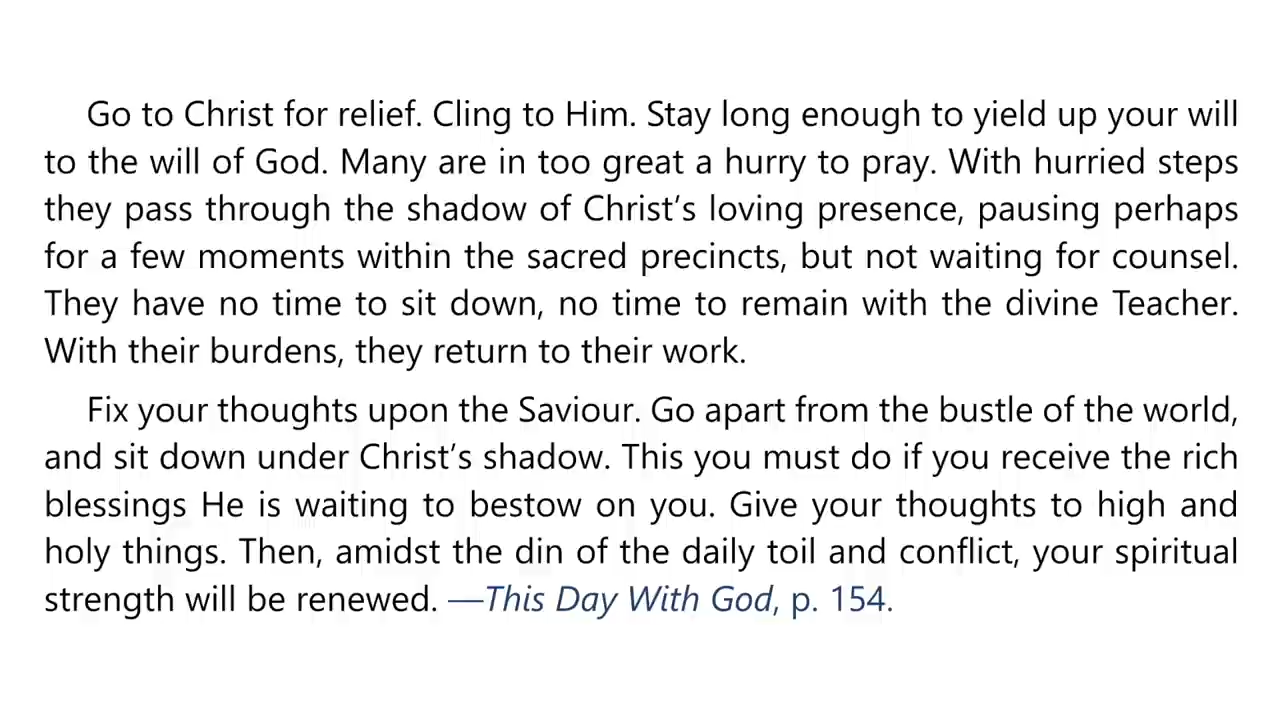 Go to Christ for relief. Cling to Him. Stay long enough to yield up your will
to the will of God. Many are in too great a hurry to pray. With hurried steps
they pass through the shadow of Christ’s loving presence, pausing perhaps
for a few moments within the sacred precincts, but not waiting for counsel.
They have no time to sit down, no time to remain with the divine Teacher.
With their burdens, they return to their work.
Fix your thoughts upon the Saviour. Go apart from the bustle of the world,
and sit down under Christ’s shadow. This you must do if you receive the rich
blessings He is waiting to bestow on you. Give your thoughts to high and
holy things. Then, amidst the din of the daily toil and conflict, your spiritual
strength will be renewed. —This Day With God, p. 154.